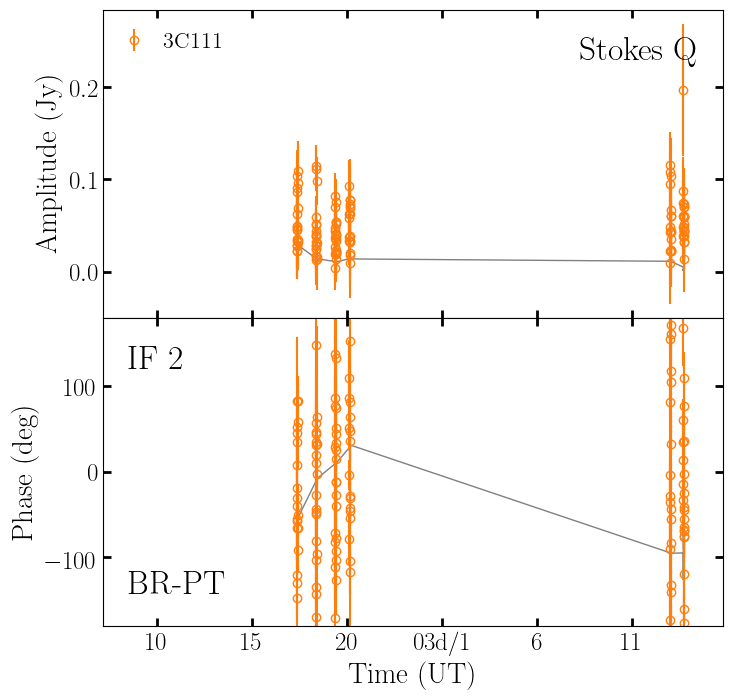 3C111
Stokes Q
0.2
0.1
0.0
Amplitude (Jy)
IF 2
100
0
−100
Phase (deg)
BR-PT
10 15 20 03d/1 6 11
Time (UT)